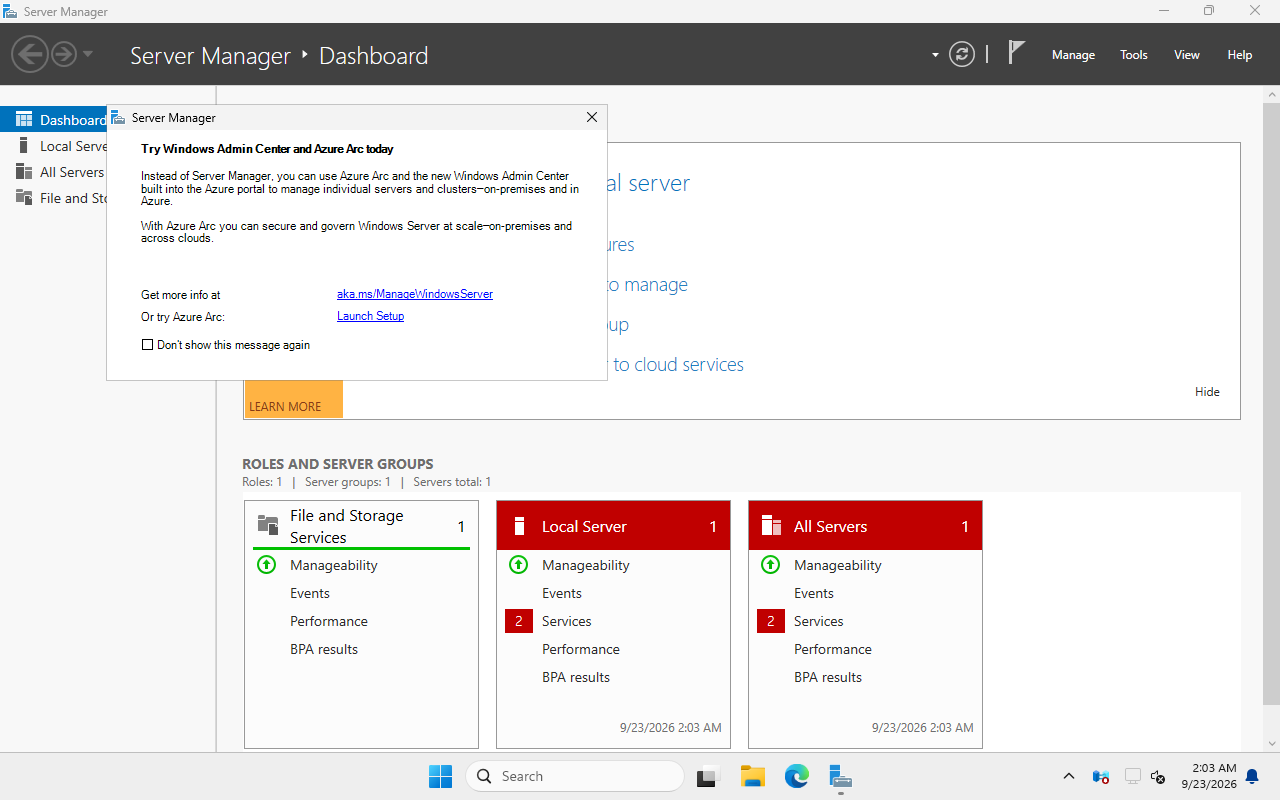 Server Manager
Server Manager Dashboard
Manage Tools View Help
Dashboard
Local Serve
All Servers
File and Sto
Server Manager
Try Windows Admin Center and Azure Arc today
Instead of Server Manager, you can use Azure Arc and the new Windows Admin Center
built into the Azure portal to manage individual servers and clusters—on-premises and in
Azure.
With Azure Arc you can secure and govern Windows Server at scale—on-premises and
across clouds.
Get more info at aka.ms/ManageWindowsServer
Or try Azure Arc: Launch Setup
Don't show this message again
al server
ures
to manage
oup
to cloud services
LEARN MORE
Hide
ROLES AND SERVER GROUPS
Roles: 1 | Server groups: 1 | Servers total: 1
File and Storage
Services 1
Manageability
Events
Performance
BPA results
Local Server 1
Manageability
Events
2 Services
Performance
BPA results
9/23/2026 2:03 AM
All Servers 1
Manageability
Events
2 Services
Performance
BPA results
9/23/2026 2:03 AM
Search
2:03 AM
9/23/2026